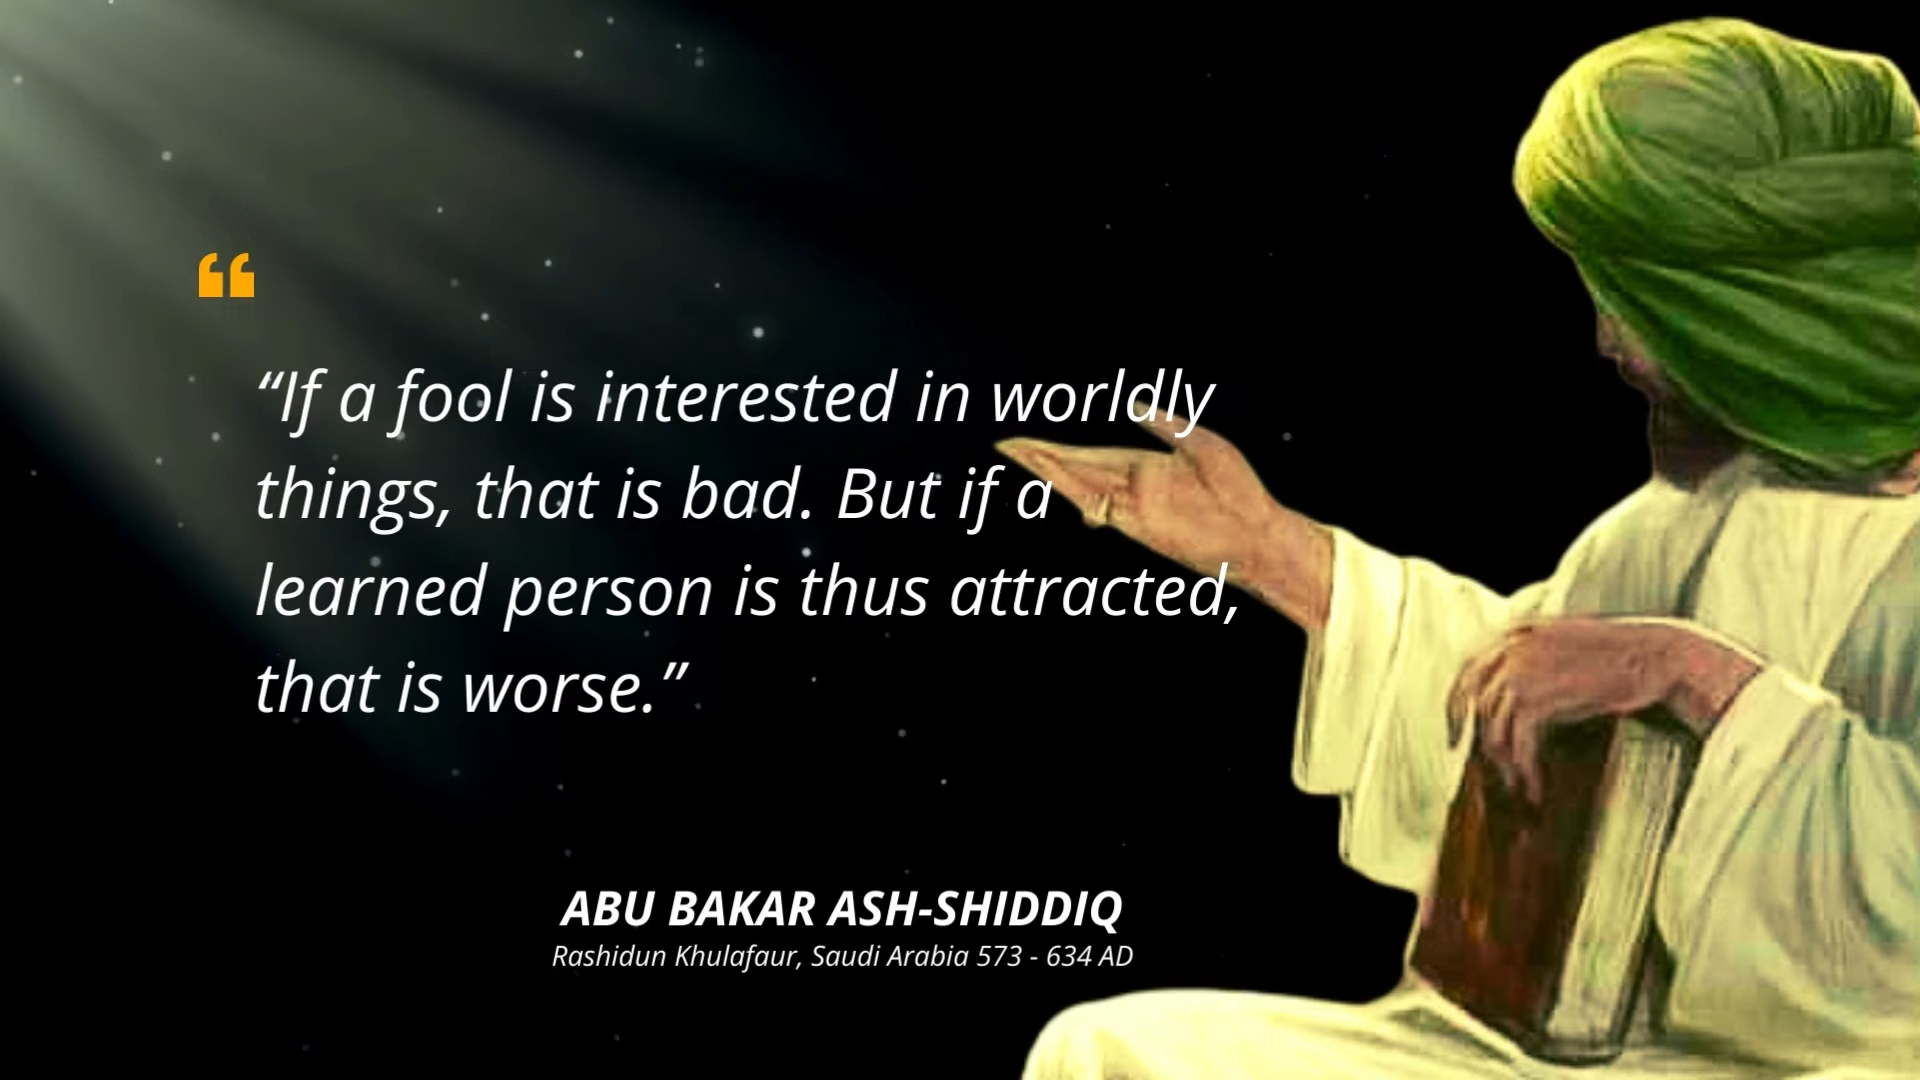 “If a fool is interested in worldly
things, that is bad. But if a
learned person is thus attracted,
that is worse.”
ABU BAKAR ASH-SHIDDIQ
Rashidun Khulafaur, Saudi Arabia 573 - 634 AD